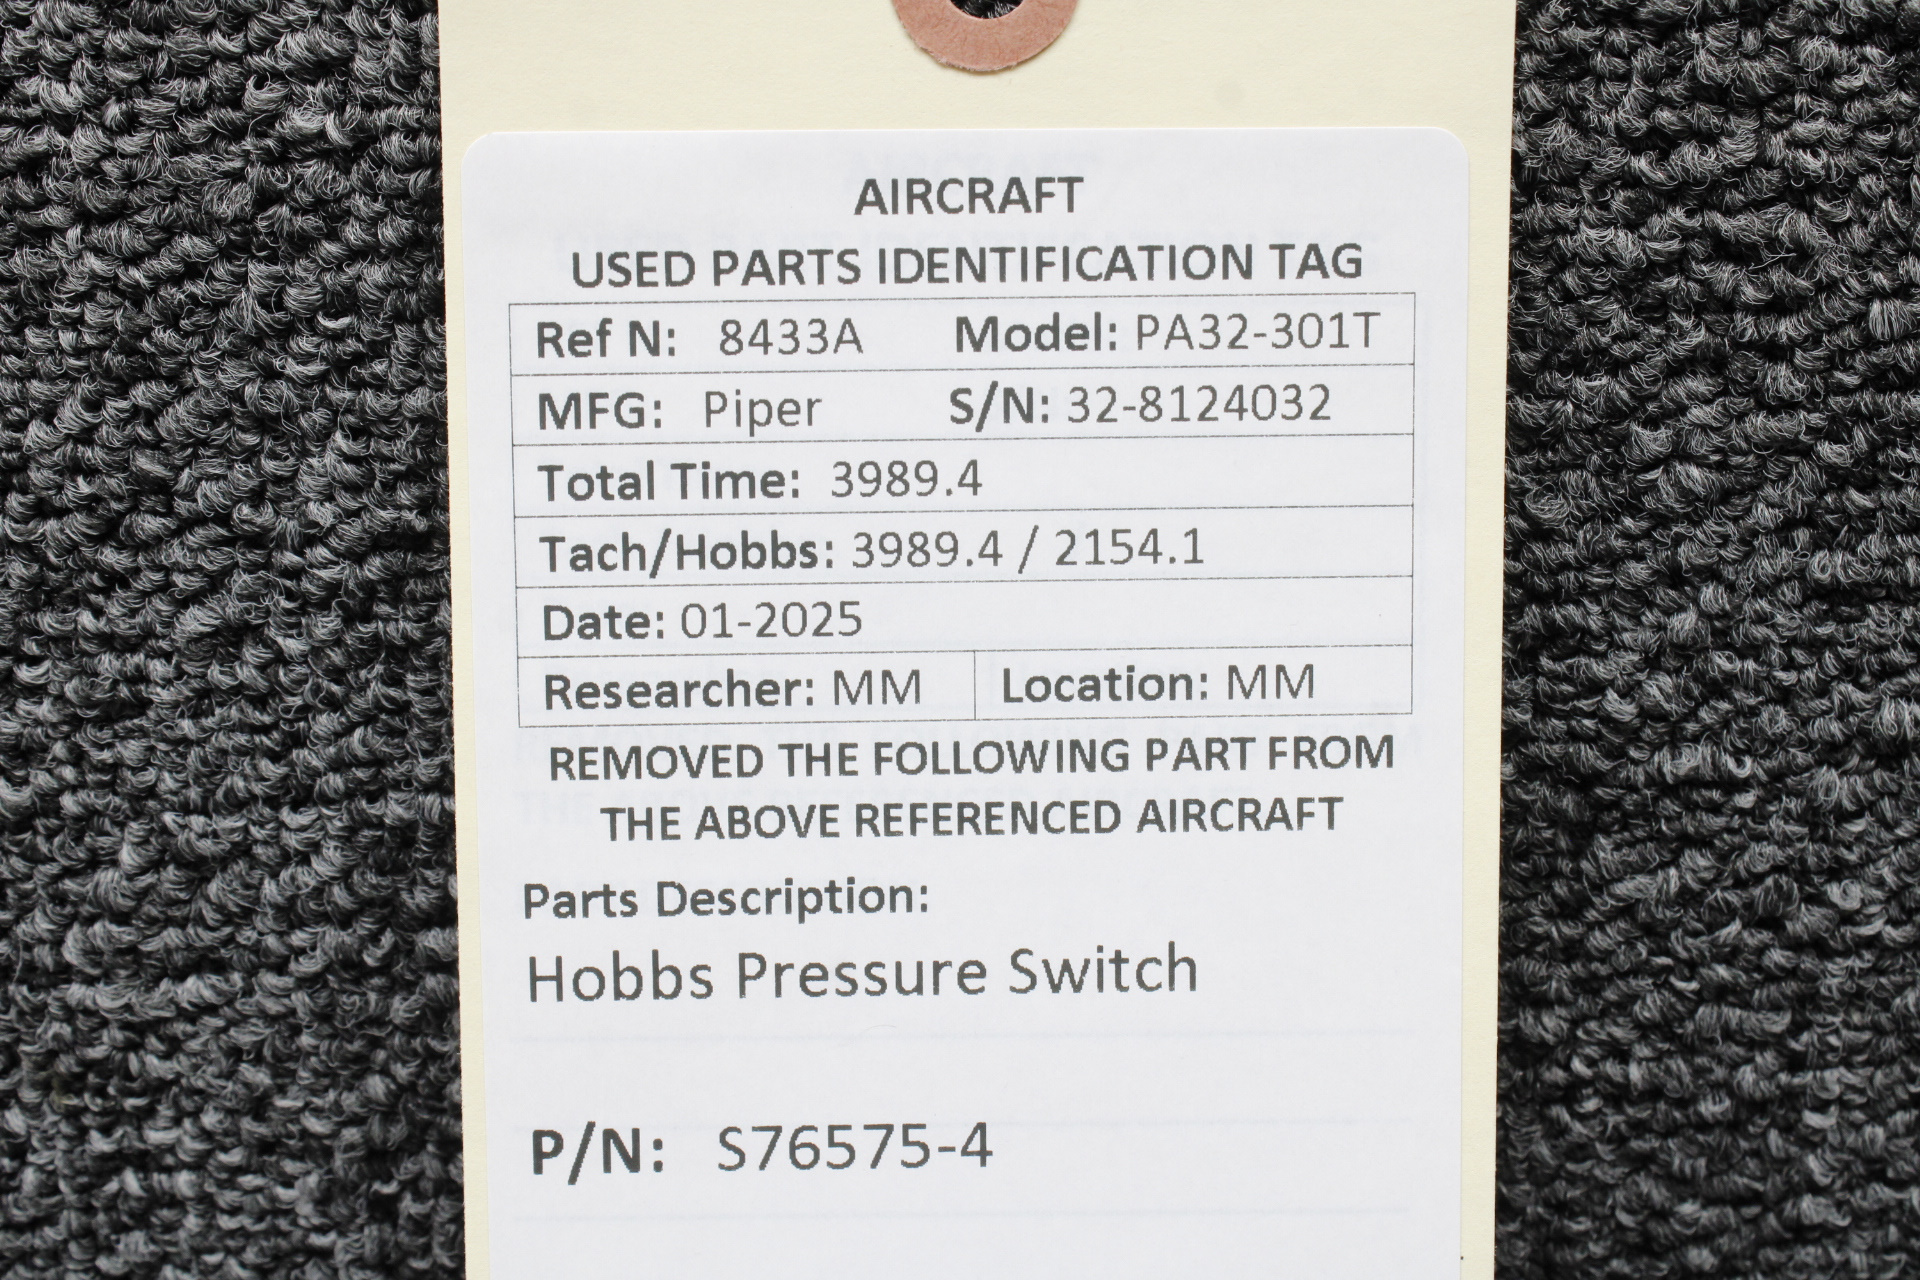 AIRCRAFT
USED PARTS IDENTIFICATION TAG
Ref N: 8433A Model: PA32-301T
MFG: Piper S/N: 32-8124032
Total Time: 3989.4
Tach/Hobbs: 3989.4 / 2154.1
Date: 01-2025
Researcher: MM Location: MM
REMOVED THE FOLLOWING PART FROM
THE ABOVE REFERENCED AIRCRAFT
Parts Description:
Hobbs Pressure Switch
P/N: S76575-4